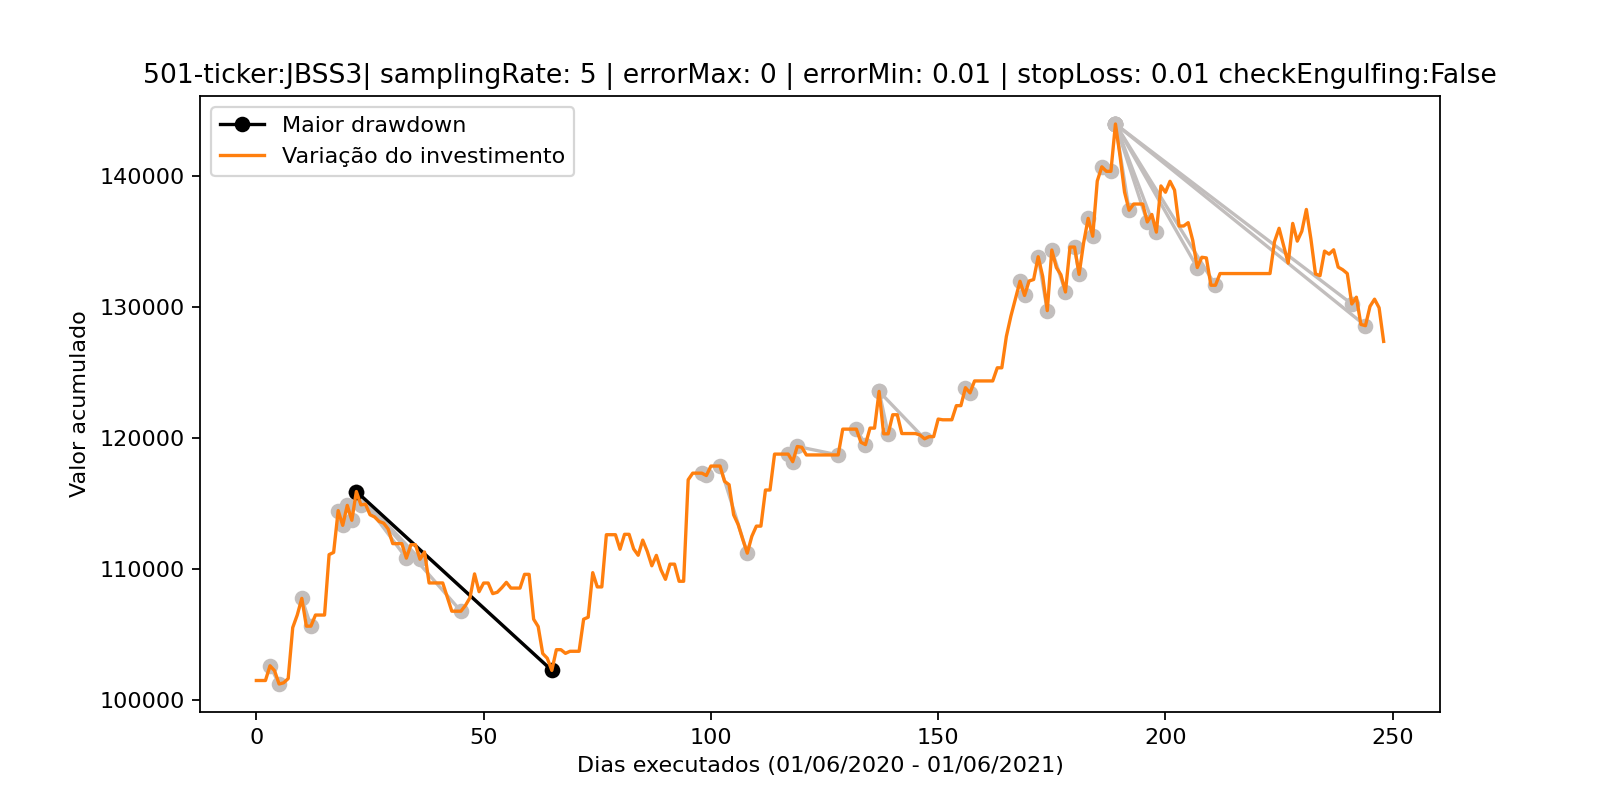 501-ticker:JBSS3| samplingRate: 5 | errorMax: 0 | errorMin: 0.01 | stopLoss: 0.01 checkEngulfing:False
Maior drawdown
Variação do investimento
Valor acumulado
140000
130000
120000
110000
100000
0 50 100 150 200 250
Dias executados (01/06/2020 - 01/06/2021)